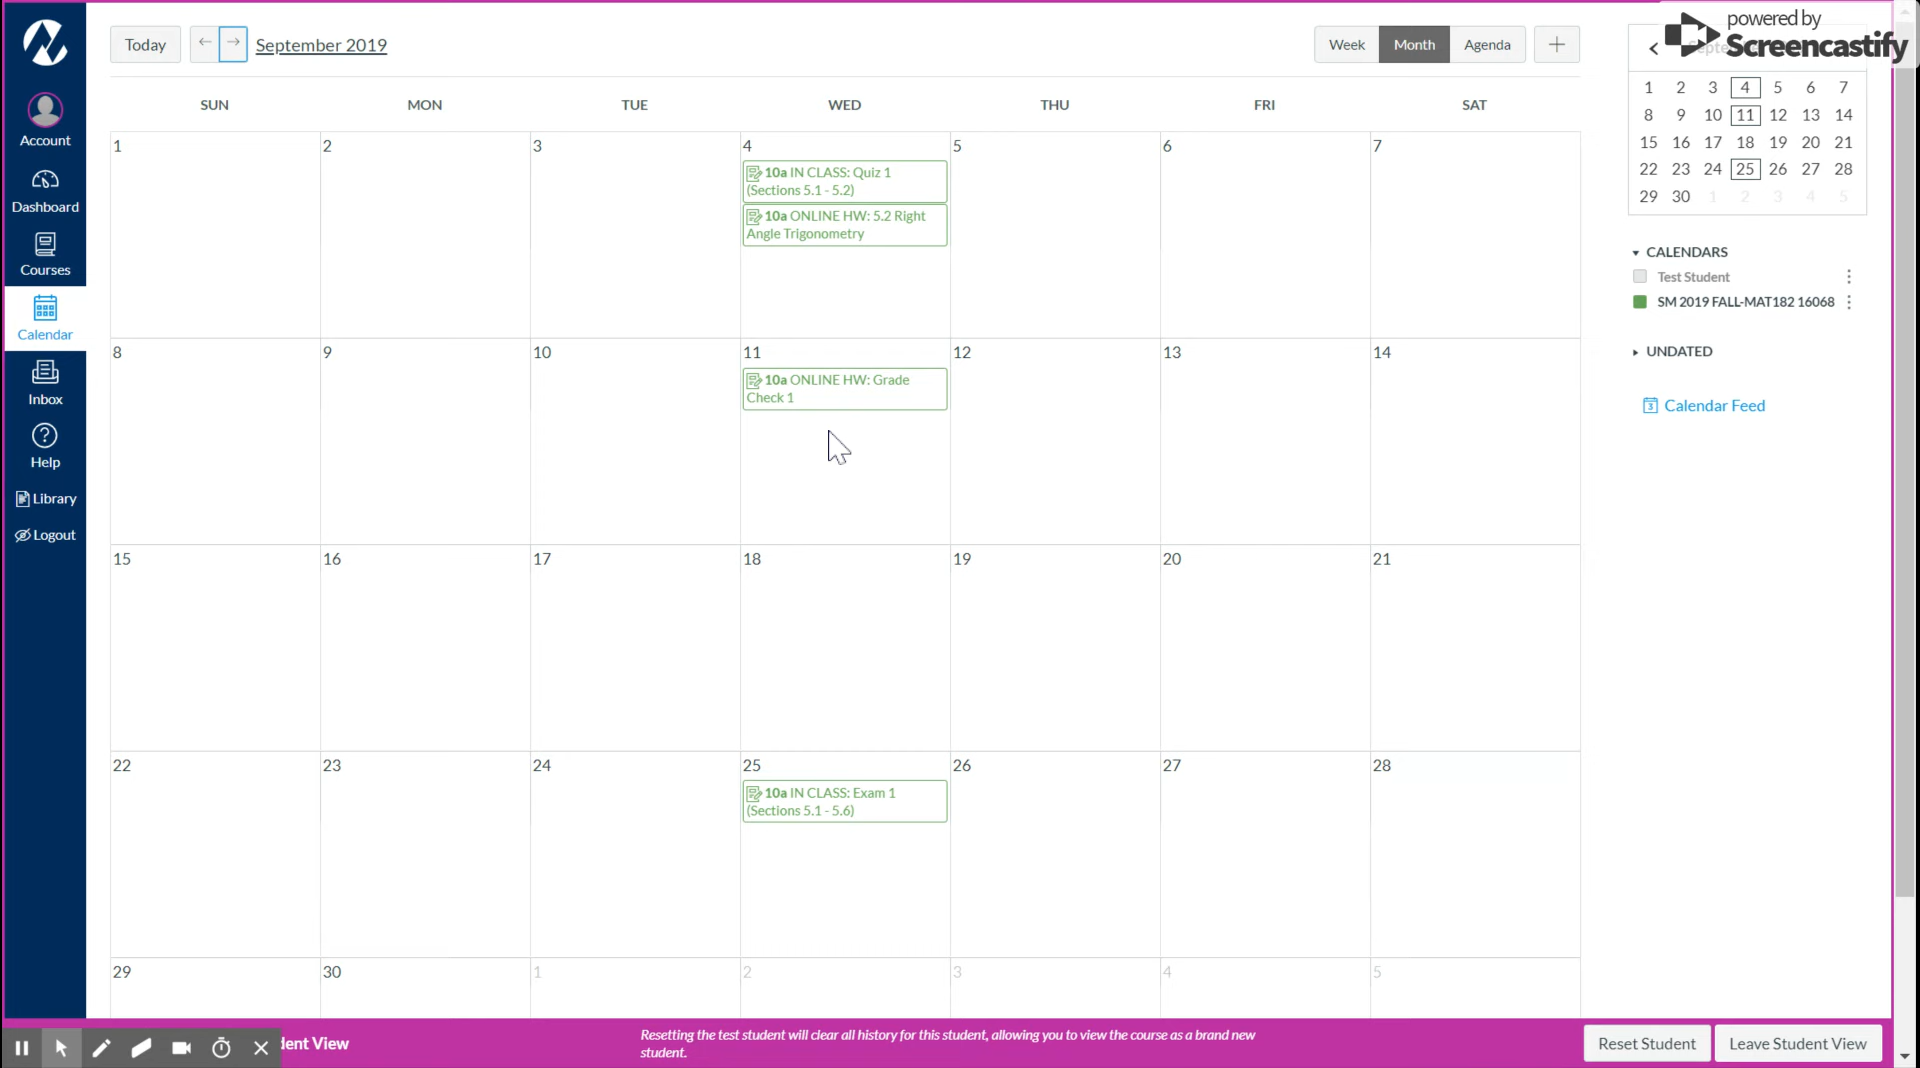 powered by
Screencastify
Today
September 2019
Week
Month
Agenda
SUN MON TUE WED THU FRI SAT
1 2 3 4 5 6 7
10a IN CLASS: Quiz 1
(Sections 5.1 - 5.2)
10a ONLINE HW: 5.2 Right
Angle Trigonometry
8 9 10 11 12 13 14
10a ONLINE HW: Grade
Check 1
15 16 17 18 19 20 21
22 23 24 25 26 27 28
10a IN CLASS: Exam 1
(Sections 5.1 - 5.6)
29 30 1 2 3 4 5
Account
Dashboard
Courses
Calendar
Inbox
Help
Library
Logout
1 2 3 4 5 6 7
8 9 10 11 12 13 14
15 16 17 18 19 20 21
22 23 24 25 26 27 28
29 30 1 2 3 4 5
CALENDARS
Test Student
SM 2019 FALL-MAT182 16068
UNDATED
3 Calendar Feed
dent View
Resetting the test student will clear all history for this student, allowing you to view the course as a brand new
student.
Reset Student
Leave Student View